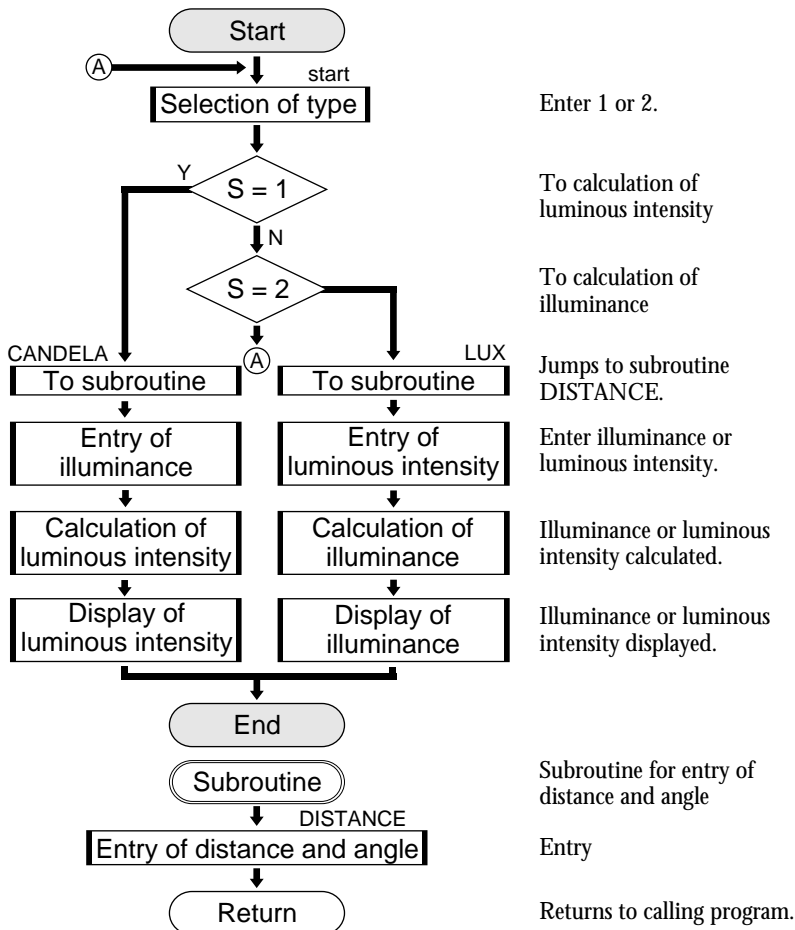 Start
A
start
Selection of type
Enter 1 or 2.
Y
S = 1
To calculation of
luminous intensity
N
S = 2
To calculation of
illuminance
CANDELA
A
LUX
To subroutine
To subroutine
Jumps to subroutine
DISTANCE.
Entry of
illuminance
Entry of
luminous intensity
Enter illuminance or
luminous intensity.
Calculation of
luminous intensity
Calculation of
illuminance
Illuminance or luminous
intensity calculated.
Display of
luminous intensity
Display of
illuminance
Illuminance or luminous
intensity displayed.
End
Subroutine
Subroutine for entry of
distance and angle
DISTANCE
Entry of distance and angle
Entry
Return
Returns to calling program.